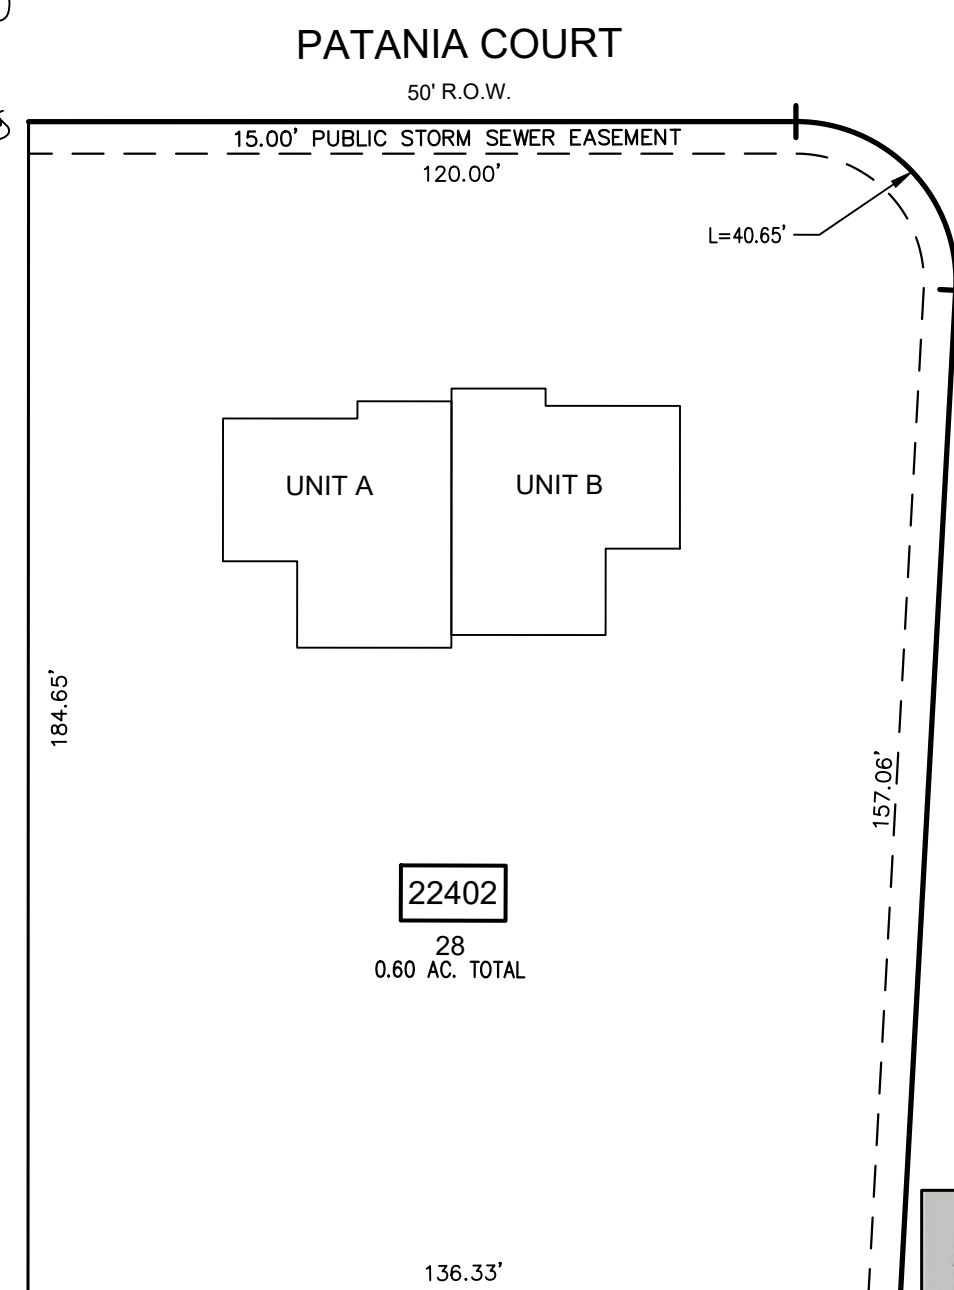 PATANIA COURT
50' R.O.W.
15.00' PUBLIC STORM SEWER EASEMENT
120.00'
L=40.65'
UNIT A
UNIT B
184.65'
157.06'
22402
28
0.60 AC. TOTAL
136.33'